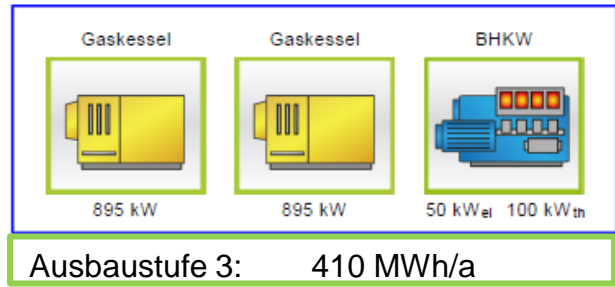 Gaskessel Gaskessel BHKW
895 kW 895 kW 50 kWel 100 kWth
Ausbaustufe 3: 410 MWh/a